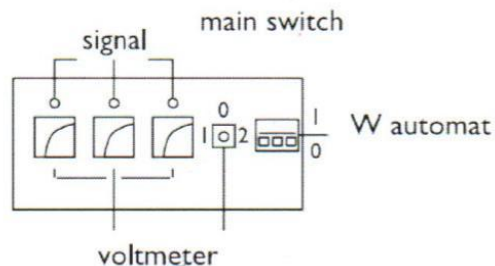 main switch
signal
0
1 2
1
0
W automat
voltmeter